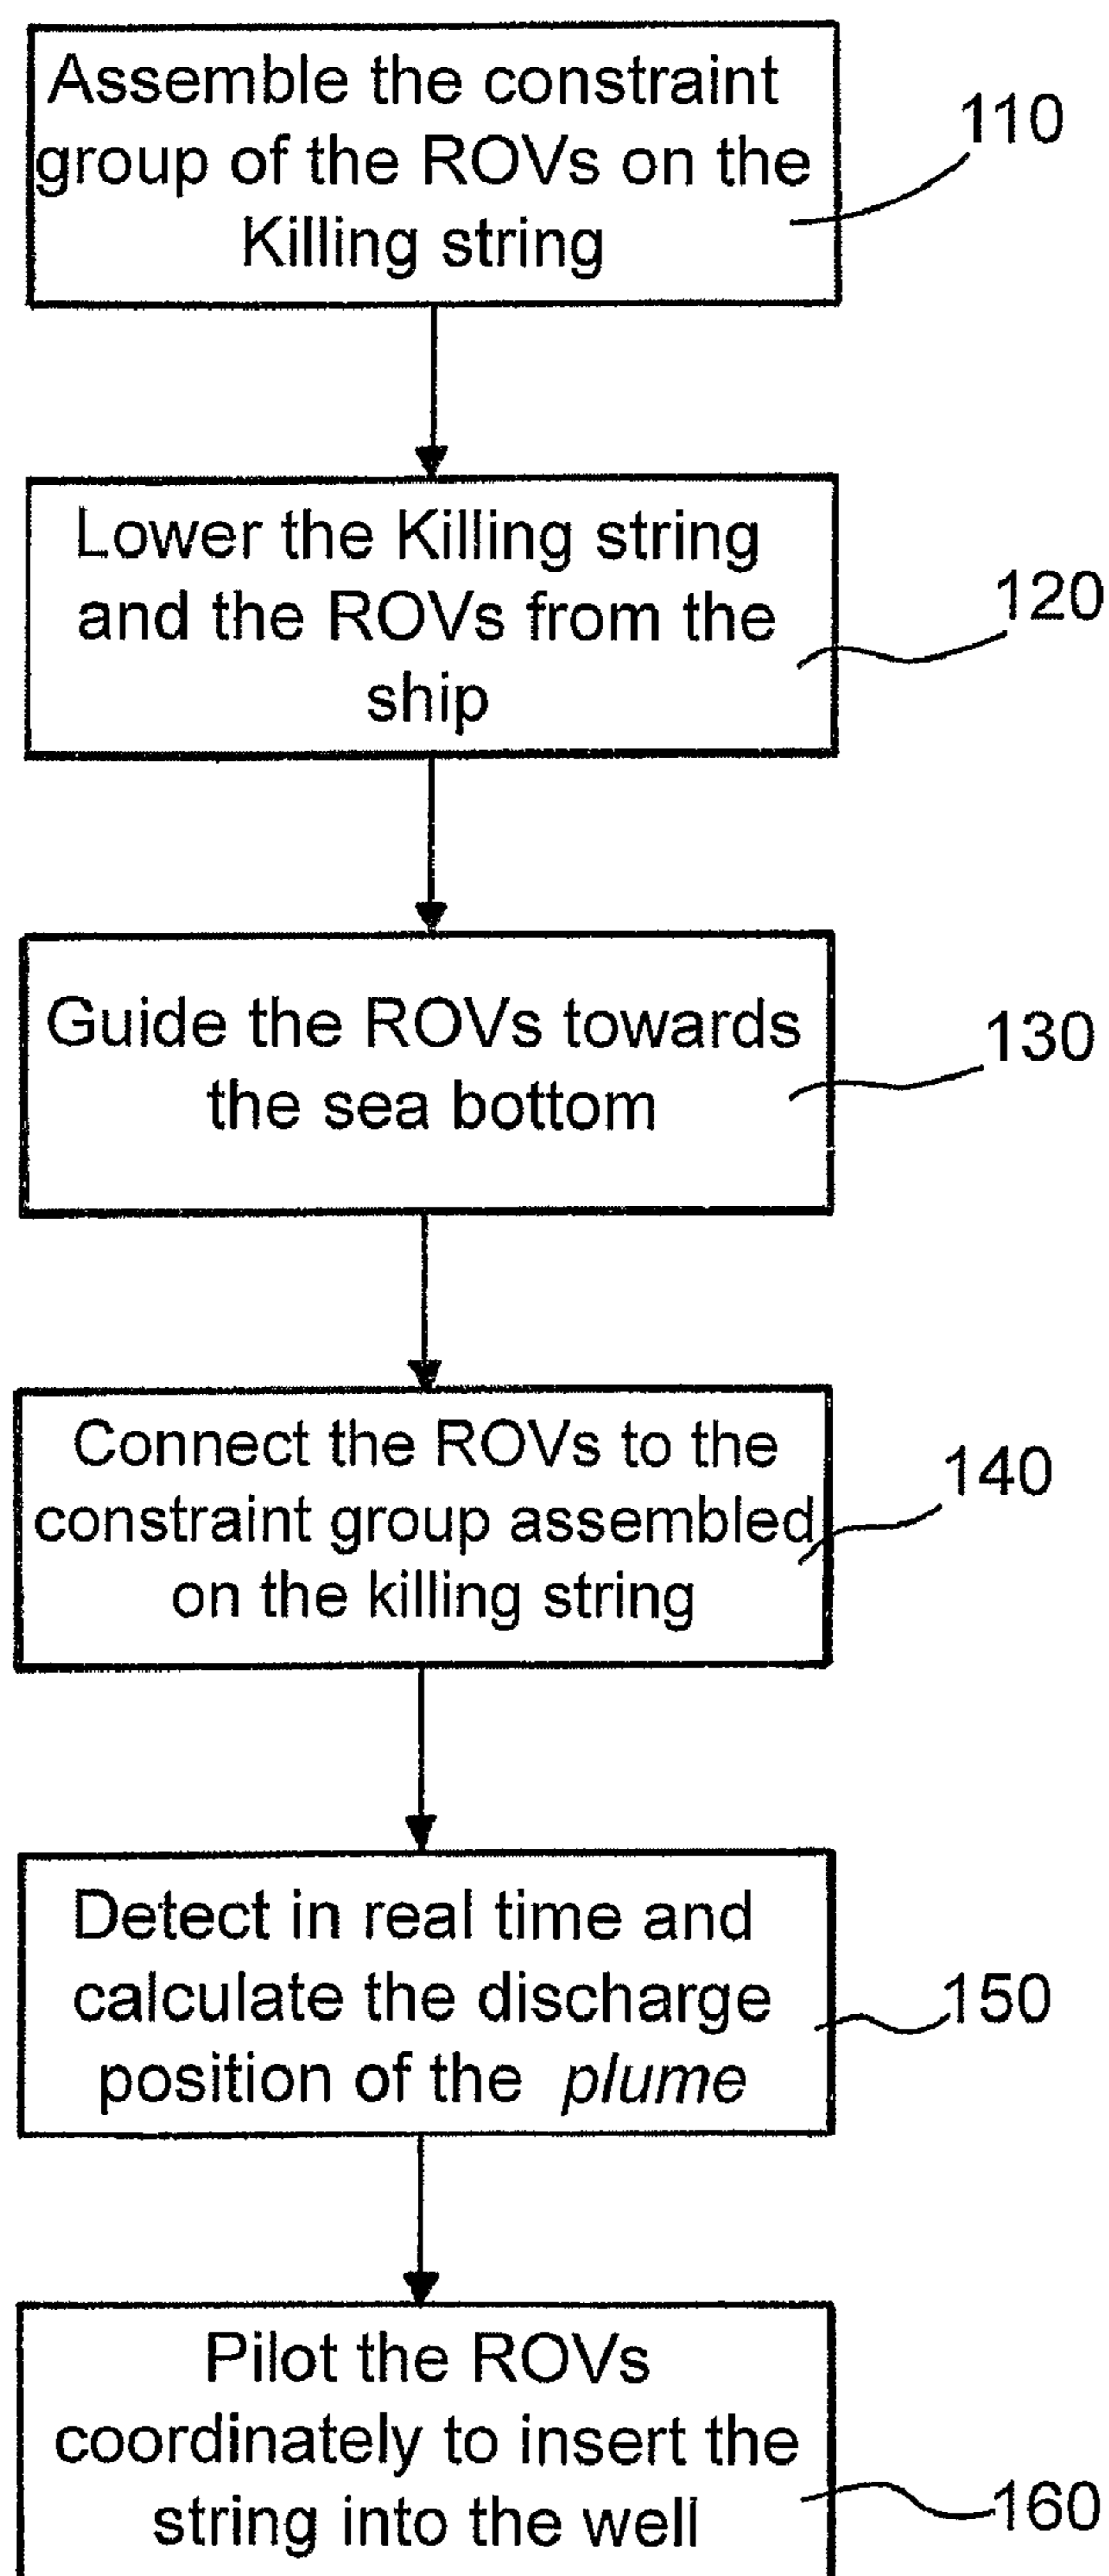 Assemble the constraint
group of the ROVs on the
Killing string
110
Lower the Killing string
and the ROVs from the
ship
120
Guide the ROVs towards
the sea bottom
130
Connect the ROVs to the
constraint group assembled
on the killing string
140
Detect in real time and
calculate the discharge
position of the plume
150
Pilot the ROVs
coordinately to insert the
string into the well
160